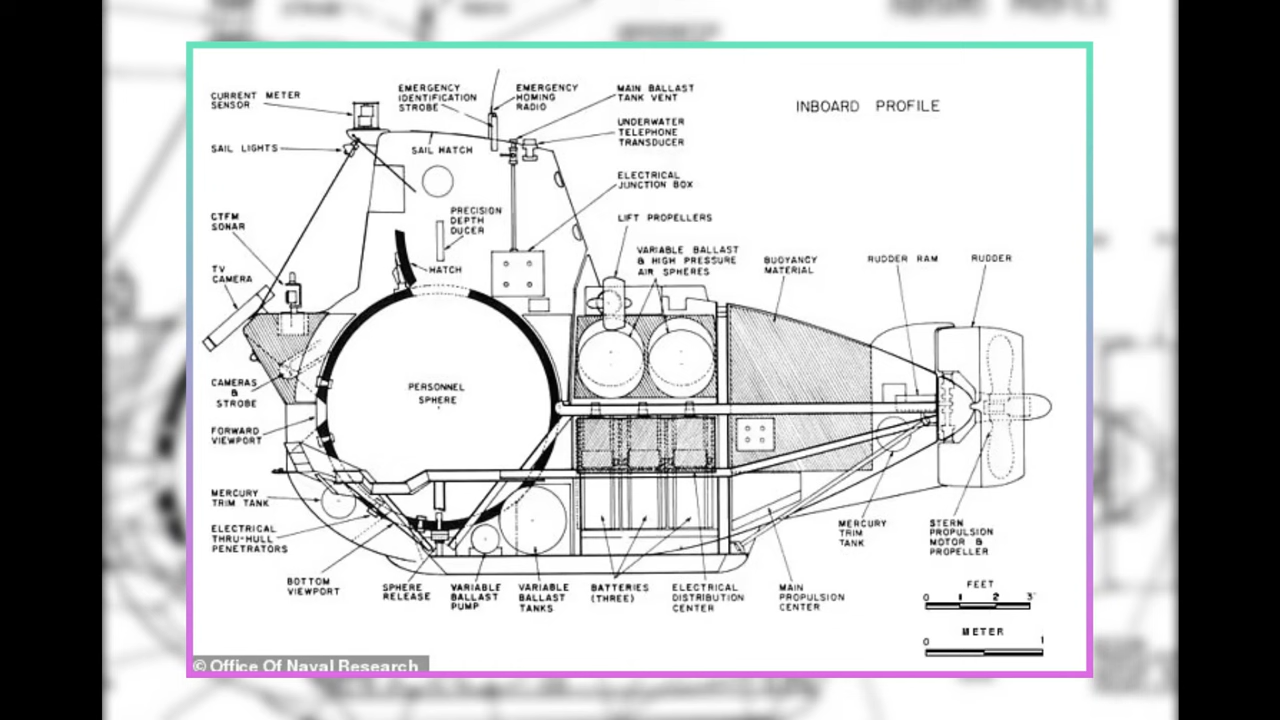 INBOARD PROFILE
CURRENT METER
SENSOR
EMERGENCY
IDENTIFICATION
STROBE
EMERGENCY
HOMING
RADIO
MAIN BALLAST
TANK VENT
UNDERWATER
TELEPHONE
TRANSDUCER
SAIL LIGHTS
SAIL HATCH
ELECTRICAL
JUNCTION BOX
CTFM
SONAR
PRECISION
DEPTH
DUCER
LIFT PROPELLERS
VARIABLE BALLAST
& HIGH PRESSURE
AIR SPHERES
BUOYANCY
MATERIAL
RUDDER RAM
RUDDER
TV
CAMERA
HATCH
CAMERAS
&
STROBE
PERSONNEL
SPHERE
FORWARD
VIEWPORT
MERCURY
TRIM TANK
ELECTRICAL
THRU-HULL
PENETRATORS
BOTTOM
VIEWPORT
SPHERE
RELEASE
VARIABLE
BALLAST
PUMP
VARIABLE
BALLAST
TANKS
BATTERIES
(THREE)
ELECTRICAL
DISTRIBUTION
CENTER
MAIN
PROPULSION
CENTER
MERCURY
TRIM
TANK
STERN
PROPULSION
MOTOR &
PROPELLER
FEET
0 1 2 3'
METER
0 1
© Office Of Naval Research